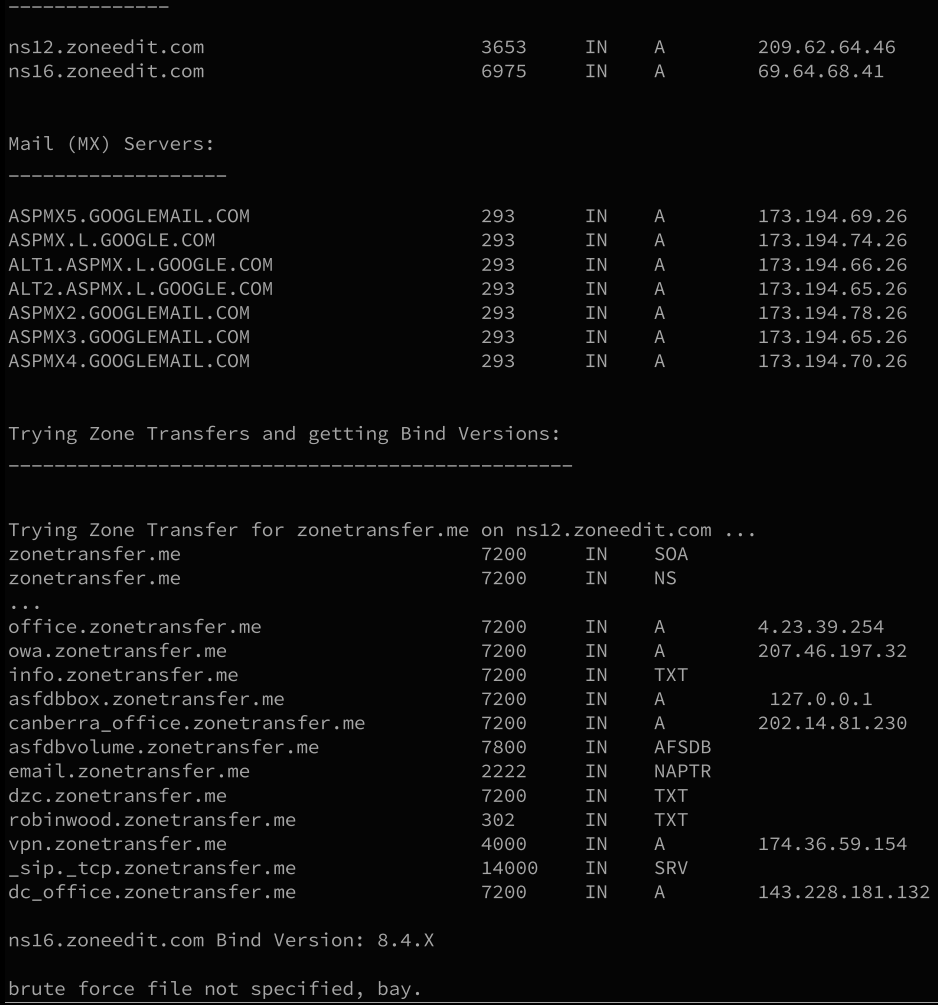 --------------
ns12.zoneedit.com 3653 IN A 209.62.64.46
ns16.zoneedit.com 6975 IN A 69.64.68.41
Mail (MX) Servers:
-------------------
ASPMX5.GOOGLEMAIL.COM 293 IN A 173.194.69.26
ASPMX.L.GOOGLE.COM 293 IN A 173.194.74.26
ALT1.ASPMX.L.GOOGLE.COM 293 IN A 173.194.66.26
ALT2.ASPMX.L.GOOGLE.COM 293 IN A 173.194.65.26
ASPMX2.GOOGLEMAIL.COM 293 IN A 173.194.78.26
ASPMX3.GOOGLEMAIL.COM 293 IN A 173.194.65.26
ASPMX4.GOOGLEMAIL.COM 293 IN A 173.194.70.26
Trying Zone Transfers and getting Bind Versions:
-------------------------------------------------
Trying Zone Transfer for zonetransfer.me on ns12.zoneedit.com ...
zonetransfer.me 7200 IN SOA
zonetransfer.me 7200 IN NS
...
office.zonetransfer.me 7200 IN A 4.23.39.254
owa.zonetransfer.me 7200 IN A 207.46.197.32
info.zonetransfer.me 7200 IN TXT
asfdbbox.zonetransfer.me 7200 IN A 127.0.0.1
canberra_office.zonetransfer.me 7200 IN A 202.14.81.230
asfdbvolume.zonetransfer.me 7800 IN AFSDB
email.zonetransfer.me 2222 IN NAPTR
dzc.zonetransfer.me 7200 IN TXT
robinwood.zonetransfer.me 302 IN TXT
vpn.zonetransfer.me 4000 IN A 174.36.59.154
_sip._tcp.zonetransfer.me 14000 IN SRV
dc_office.zonetransfer.me 7200 IN A 143.228.181.132
ns16.zoneedit.com Bind Version: 8.4.X
brute force file not specified, bay.